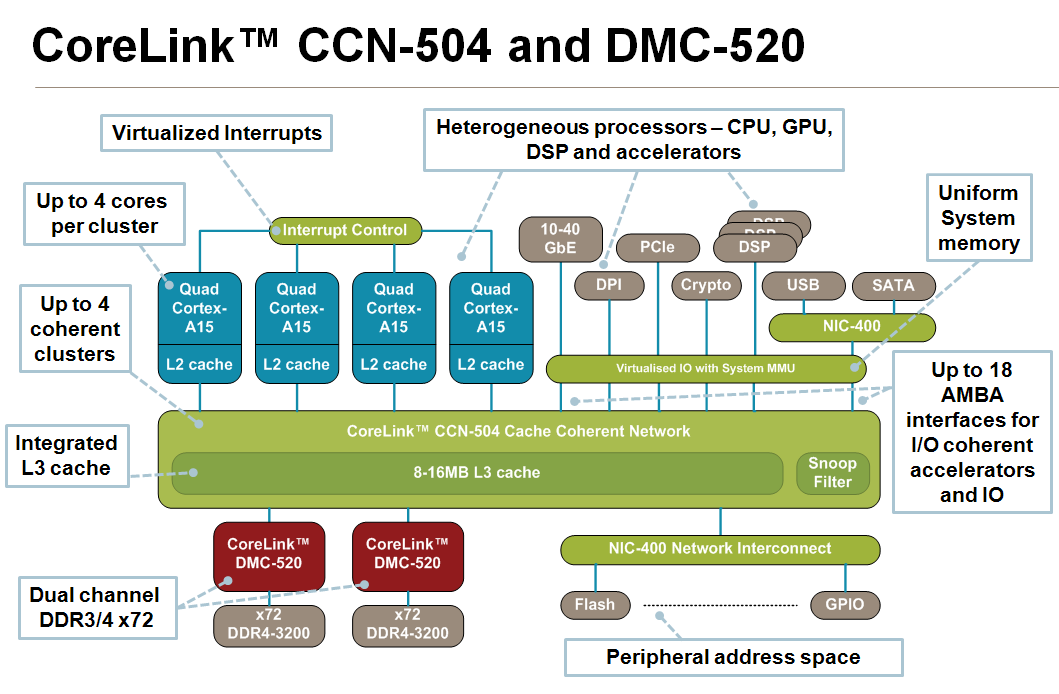 CoreLink™ CCN-504 and DMC-520
Virtualized Interrupts
Heterogeneous processors – CPU, GPU,
DSP and accelerators
Up to 4 cores
per cluster
Uniform
System
memory
Interrupt Control
10-40
GbE
PCIe
DSP
DSP
DSP
DPI
Crypto
USB
SATA
NIC-400
Quad
Cortex-
A15
L2 cache
Quad
Cortex-
A15
L2 cache
Quad
Cortex-
A15
L2 cache
Quad
Cortex-
A15
L2 cache
Up to 4
coherent
clusters
Virtualised IO with System MMU
Up to 18
AMBA
interfaces for
I/O coherent
accelerators
and IO
CoreLink™ CCN-504 Cache Coherent Network
Integrated
L3 cache
8-16MB L3 cache
Snoop
Filter
CoreLink™
DMC-520
CoreLink™
DMC-520
NIC-400 Network Interconnect
Dual channel
DDR3/4 x72
x72
DDR4-3200
x72
DDR4-3200
Flash
GPIO
Peripheral address space